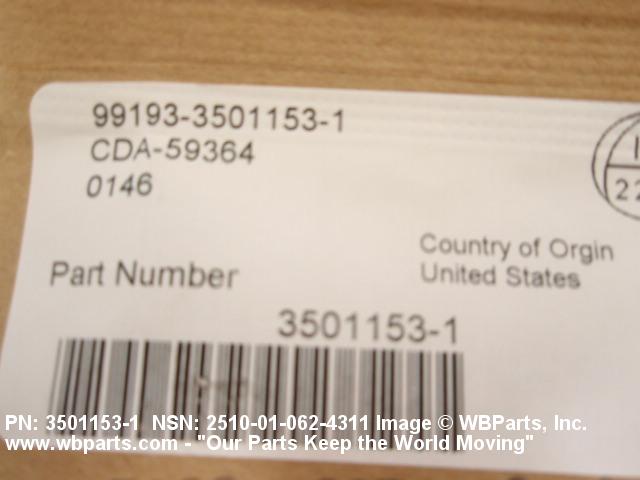 99193-3501153-1
CDA-59364
0146
22
Country of Orgin
United States
Part Number
3501153-1
PN: 3501153-1 NSN: 2510-01-062-4311 Image © WBParts, Inc.
www.wbparts.com - "Our Parts Keep the World Moving"